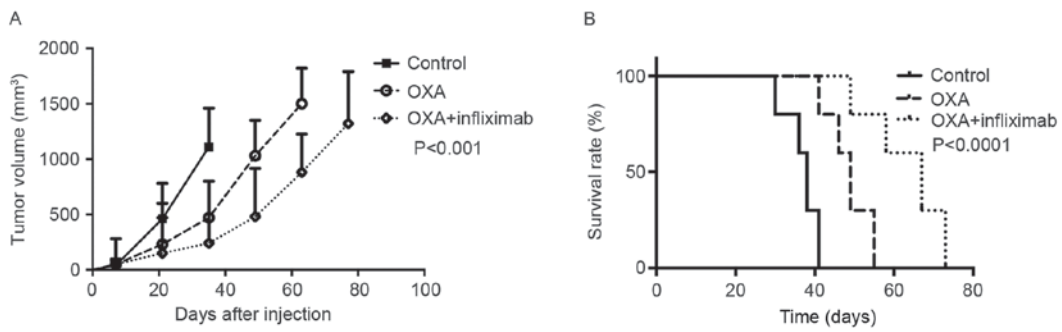 A
Tumor volume (mm³)
2000
1500
1000
500
0
0 20 40 60 80 100
Days after injection
Control
OXA
OXA+infliximab
P<0.001
B
Survival rate (%)
100
50
0
0 20 40 60 80
Time (days)
Control
OXA
OXA+infliximab
P<0.0001